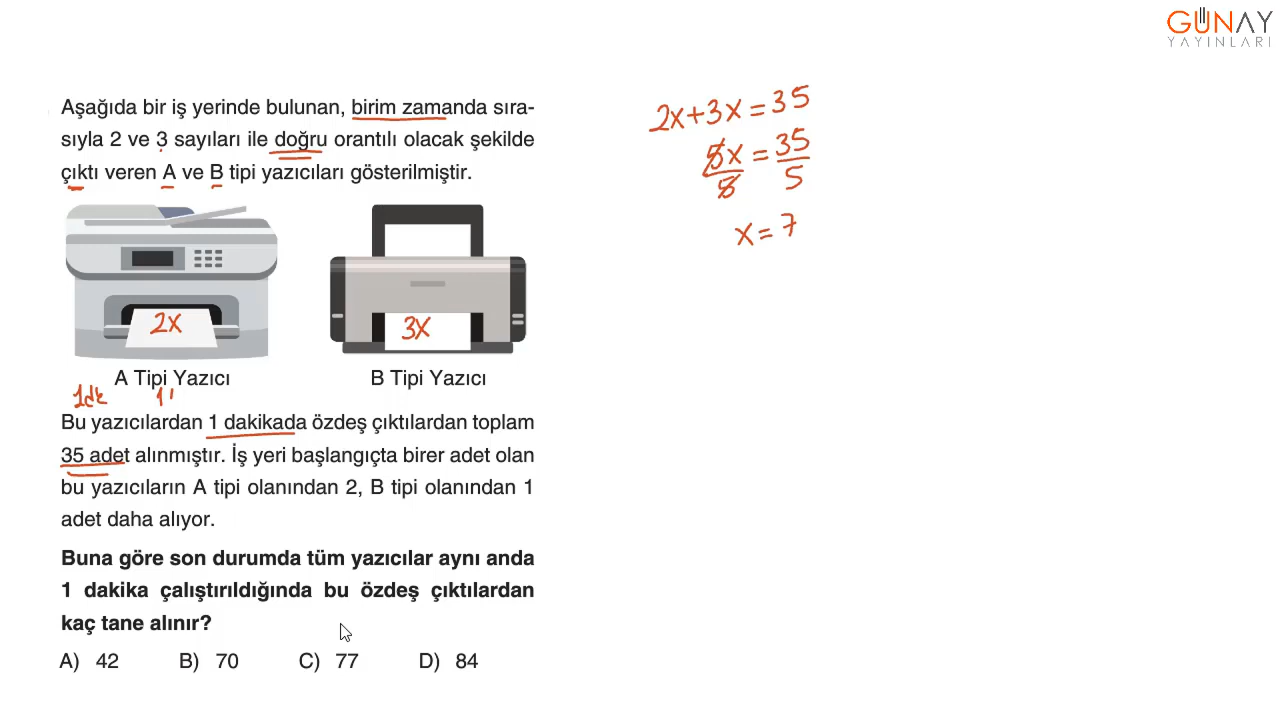 GÜNAY
YAYINLARI
Aşağıda bir iş yerinde bulunan, birim zamanda sıra-
sıyla 2 ve 3 sayıları ile doğru orantılı olacak şekilde
çıktı veren A ve B tipi yazıcıları gösterilmiştir.
2x
3x
A Tipi Yazıcı
B Tipi Yazıcı
1dk
Bu yazıcılardan 1 dakikada özdeş çıktılardan toplam
35 adet alınmıştır. İş yeri başlangıçta birer adet olan
bu yazıcıların A tipi olanından 2, B tipi olanından 1
adet daha alıyor.
Buna göre son durumda tüm yazıcılar aynı anda
1 dakika çalıştırıldığında bu özdeş çıktılardan
kaç tane alınır?
A) 42 B) 70 C) 77 D) 84
2x+3x=35
5x = 35
5 5
x=7